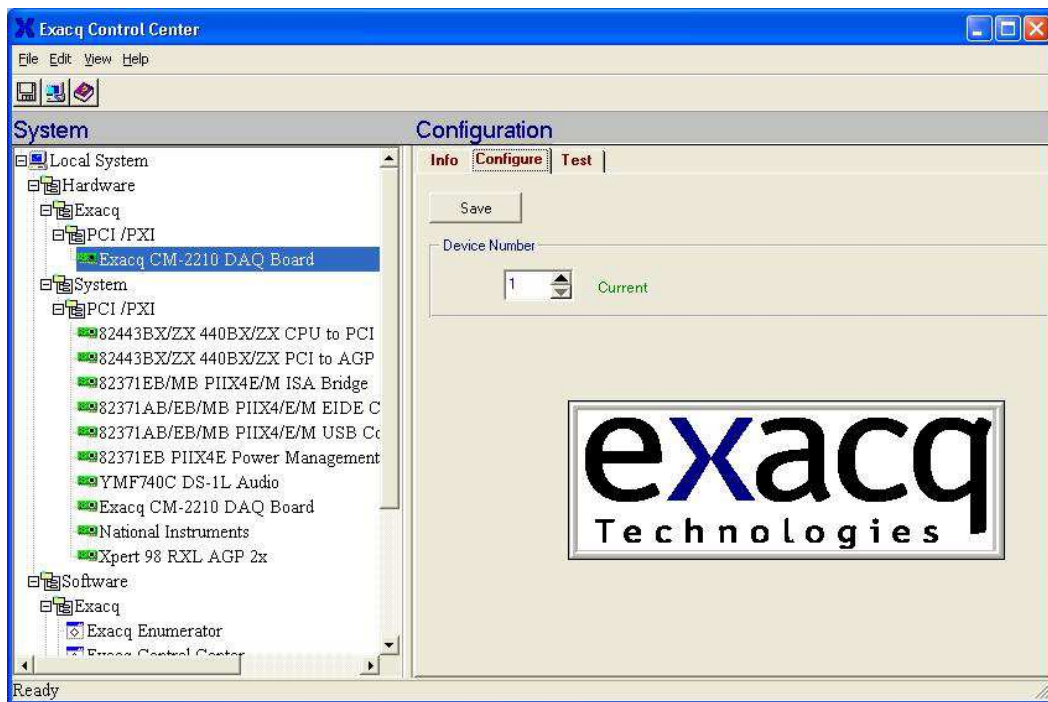 Exacq Control Center
File Edit View Help
System
Configuration
Local System
Hardware
Exacq
PCI /PXI
Exacq CM-2210 DAQ Board
System
PCI /PXI
82443BX/ZX 440BX/ZX CPU to PCI
82443BX/ZX 440BX/ZX PCI to AGP
82371EB/MB PIIX4E/M ISA Bridge
82371AB/EB/MB PIIX4/E/M EIDE C
82371AB/EB/MB PIIX4/E/M USB Co
82371EB PIIX4E Power Management
YMF740C DS-1L Audio
Exacq CM-2210 DAQ Board
National Instruments
Xpert 98 RXL AGP 2x
Software
Exacq
Exacq Enumerator
Exacq Control Center
Info Configure Test
Save
Device Number
1 Current
exacq
Technologies
Ready